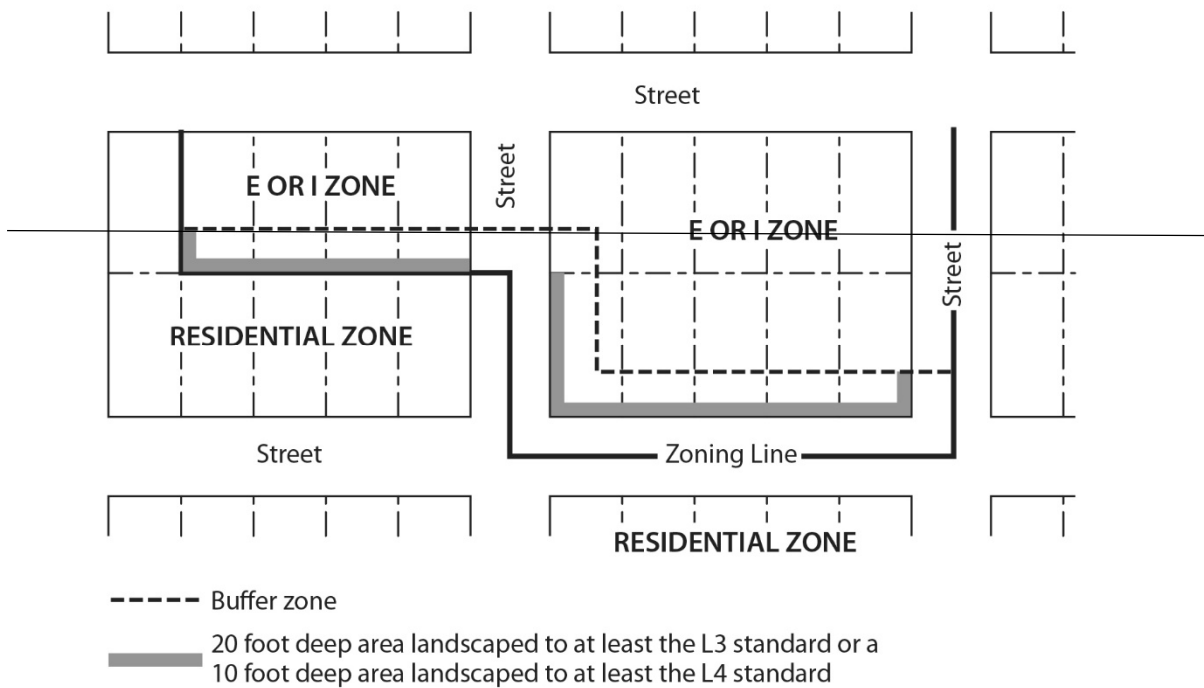 Street
Street
E OR I ZONE
E OR I ZONE
Street
RESIDENTIAL ZONE
Street
Zoning Line
RESIDENTIAL ZONE
Buffer zone
20 foot deep area landscaped to at least the L3 standard or a
10 foot deep area landscaped to at least the L4 standard